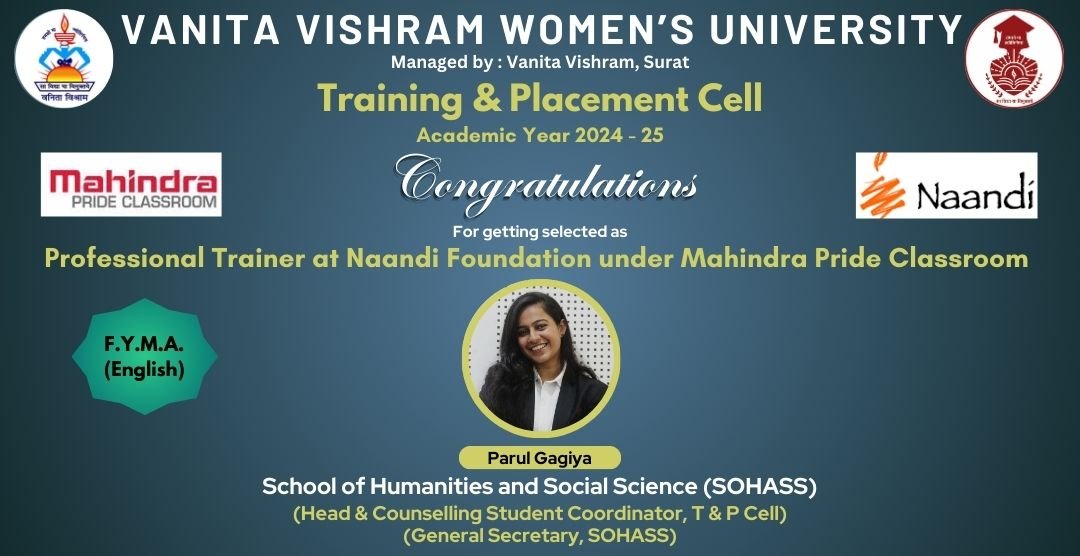 VANITA VISHRAM WOMEN'S UNIVERSITY
Managed by : Vanita Vishram, Surat
Training & Placement Cell
Academic Year 2024 - 25
सा विद्या या विमुक्तये
वनिता विश्राम
Mahindra
PRIDE CLASSROOM
Congratulations
Naandi
For getting selected as
Professional Trainer at Naandi Foundation under Mahindra Pride Classroom
F.Y.M.A.
(English)
Parul Gagiya
School of Humanities and Social Science (SOHASS)
(Head & Counselling Student Coordinator, T & P Cell)
(General Secretary, SOHASS)